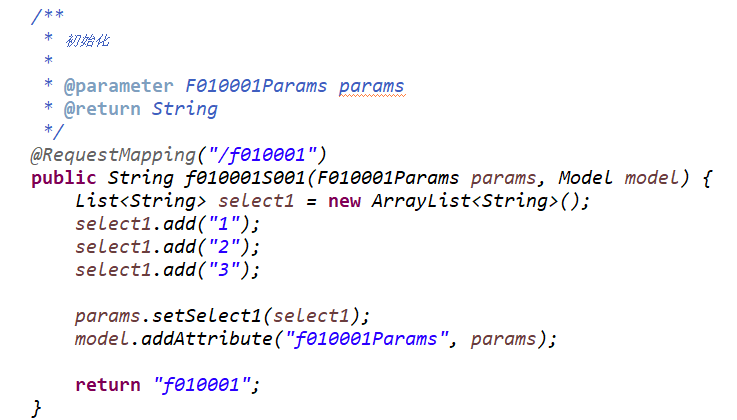 /**
 * 初始化
 *
 * @parameter F010001Params params
 * @return String
 */
@RequestMapping("/f010001")
public String f010001S001(F010001Params params, Model model) {
    List<String> select1 = new ArrayList<String>();
    select1.add("1");
    select1.add("2");
    select1.add("3");

    params.setSelect1(select1);
    model.addAttribute("f010001Params", params);

    return "f010001";
}